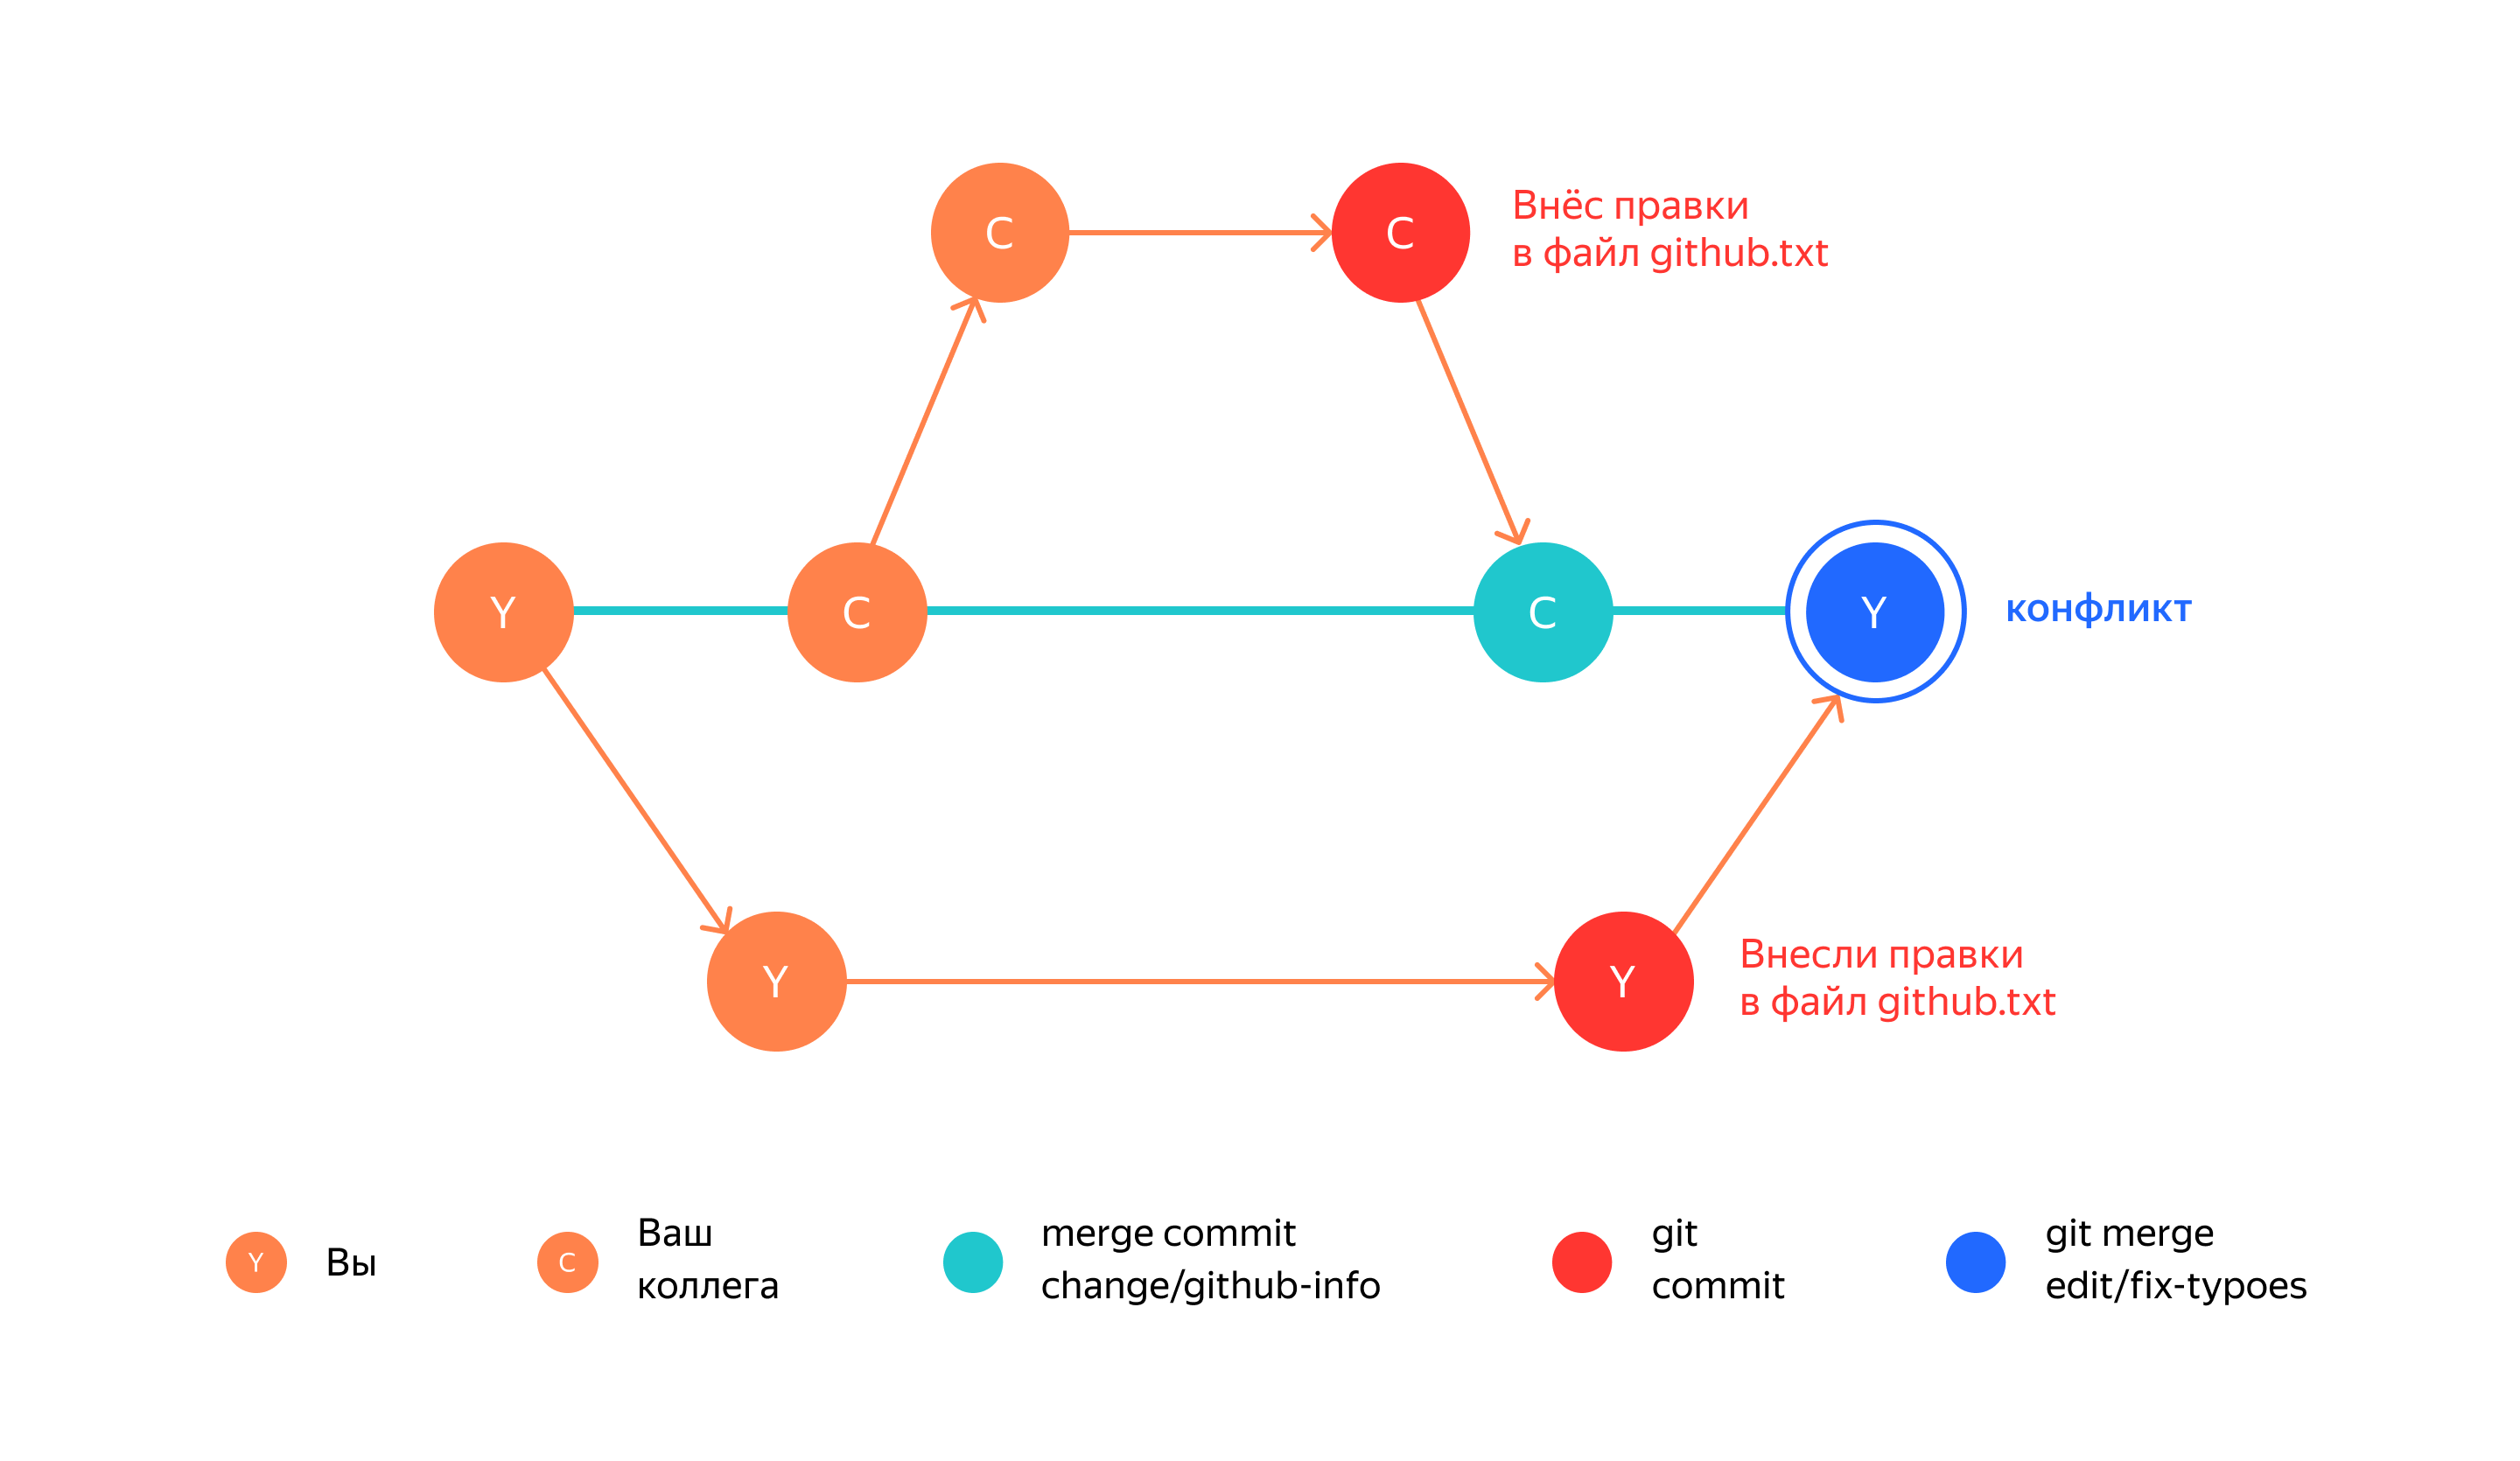 C
C
Внёс правки
в файл github.txt
Y
C
C
Y
конфликт
Y
Y
Внесли правки
в файл github.txt
Y
Вы
C
Ваш
коллега
merge commit
change/github-info
git
commit
git merge
edit/fix-typoes